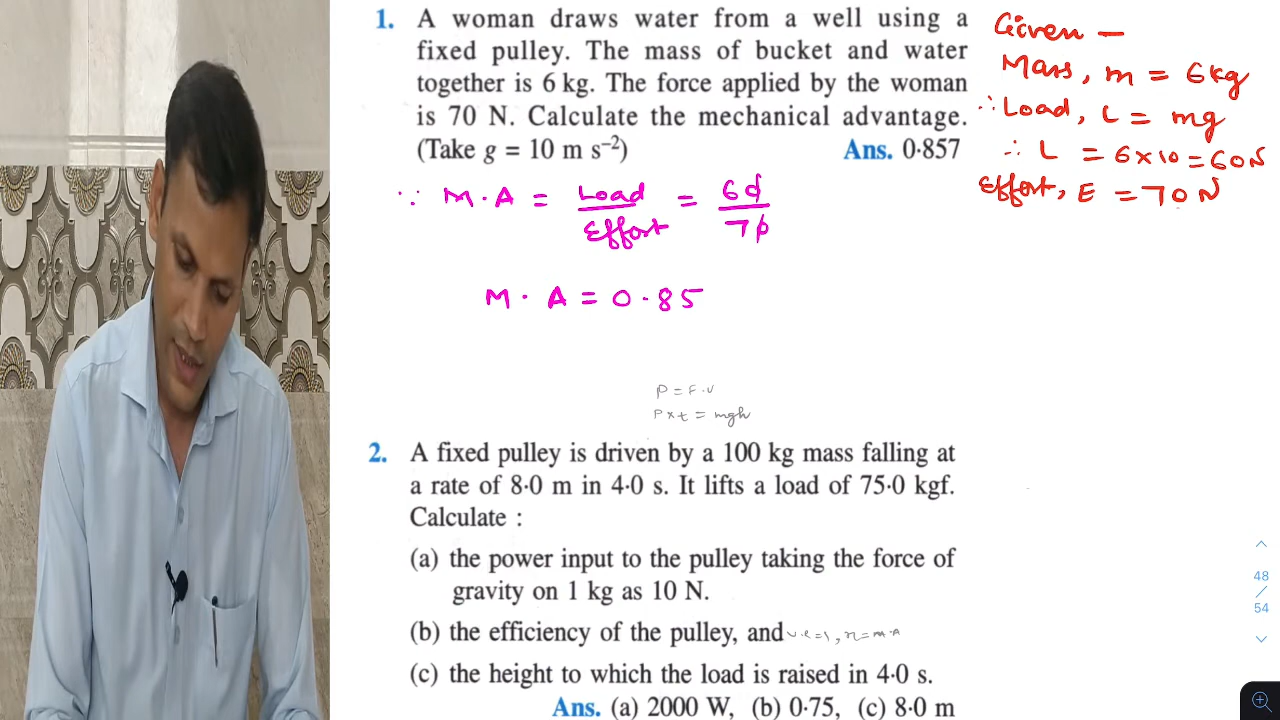 1. A woman draws water from a well using a
fixed pulley. The mass of bucket and water
together is 6 kg. The force applied by the woman
is 70 N. Calculate the mechanical advantage.
(Take g = 10 m s⁻²) Ans. 0·857
Given —
Mass, m = 6kg
∴ Load, L = mg
∴ L = 6×10=60N
Effort, E = 70N
∵ M.A = Load/Effort = 60/70
M.A = 0.85
P = F.v
P×t = mgh
2. A fixed pulley is driven by a 100 kg mass falling at
a rate of 8·0 m in 4·0 s. It lifts a load of 75·0 kgf.
Calculate :
(a) the power input to the pulley taking the force of
gravity on 1 kg as 10 N.
(b) the efficiency of the pulley, and v.R=1, η=M.A
(c) the height to which the load is raised in 4·0 s.
Ans. (a) 2000 W, (b) 0·75, (c) 8·0 m
48
/
54